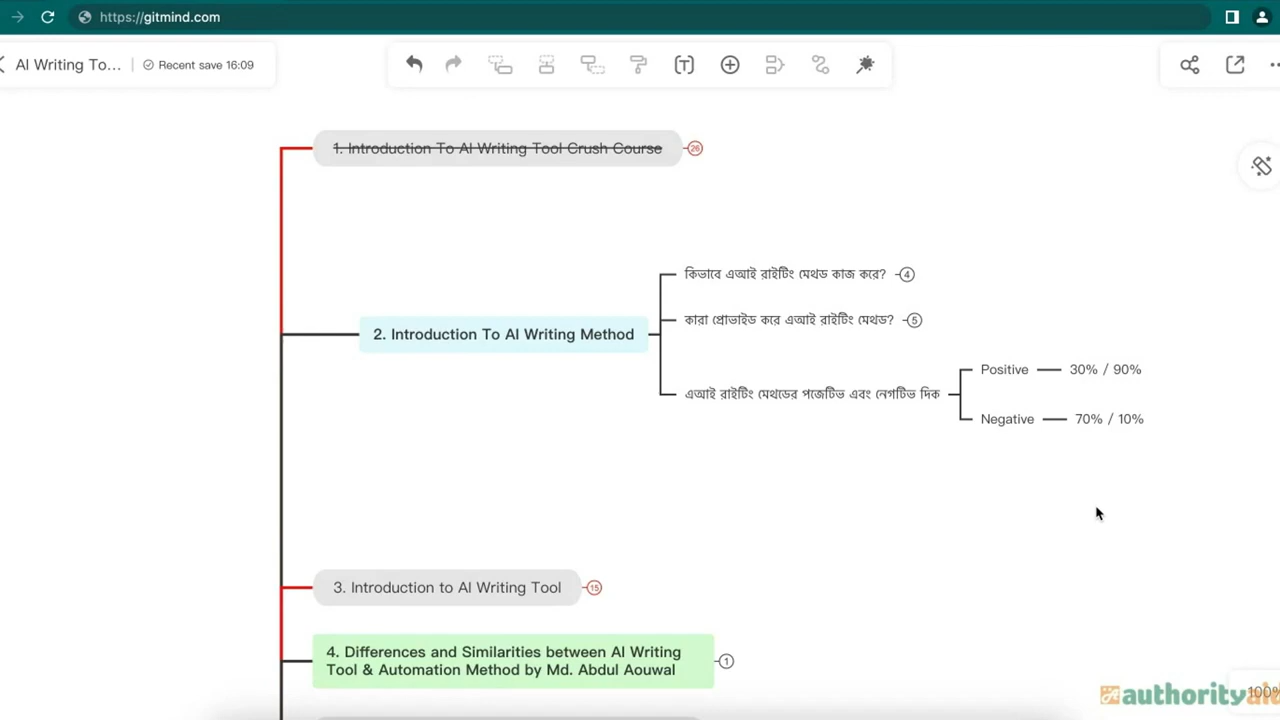 https://gitmind.com
AI Writing To...
Recent save 16:09
1. Introduction To AI Writing Tool Crush Course
26
কিভাবে এআই রাইটিং মেথড কাজ করে?
4
কারা প্রোভাইড করে এআই রাইটিং মেথড?
5
2. Introduction To AI Writing Method
Positive
30% / 90%
এআই রাইটিং মেথডের পজেটিভ এবং নেগটিভ দিক
Negative
70% / 10%
3. Introduction to AI Writing Tool
15
4. Differences and Similarities between AI Writing
Tool & Automation Method by Md. Abdul Aouwal
1
authorityaid
100%